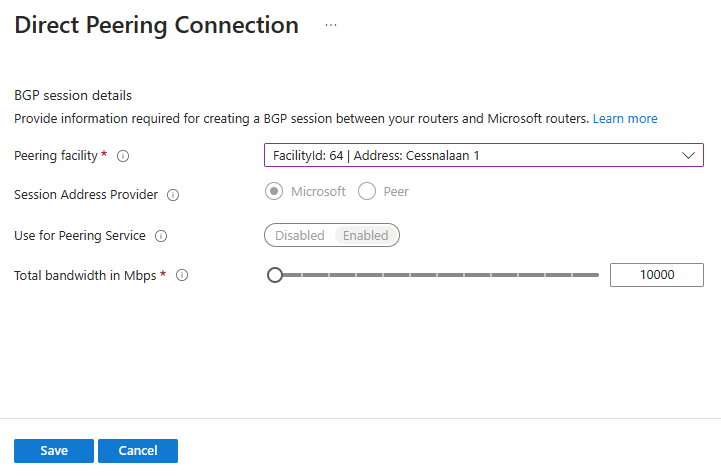 Direct Peering Connection ...
BGP session details
Provide information required for creating a BGP session between your routers and Microsoft routers. Learn more
Peering facility * FacilityId: 64 | Address: Cessnalaan 1
Session Address Provider Microsoft Peer
Use for Peering Service Disabled Enabled
Total bandwidth in Mbps * 10000
Save Cancel